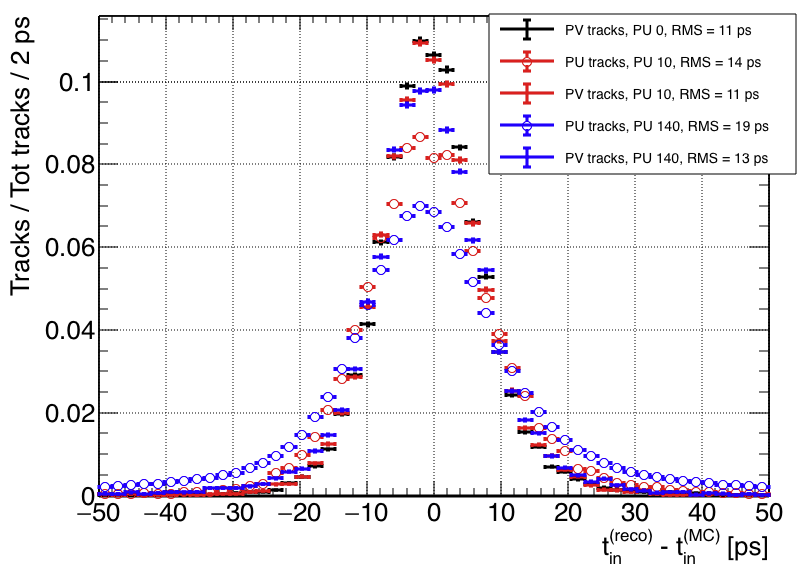 Tracks / Tot tracks / 2 ps
PV tracks, PU 0, RMS = 11 ps
PU tracks, PU 10, RMS = 14 ps
PV tracks, PU 10, RMS = 11 ps
PU tracks, PU 140, RMS = 19 ps
PV tracks, PU 140, RMS = 13 ps
0.1
0.08
0.06
0.04
0.02
0
−50 −40 −30 −20 −10 0 10 20 30 40 50
t_in^(reco) - t_in^(MC) [ps]